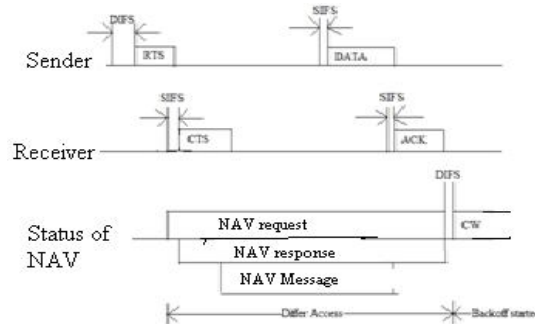 DIFS
SIFS
Sender
RTS
DATA
SIFS
SIFS
Receiver
CTS
ACK
DIFS
NAV request
CW
Status of
NAV
NAV response
NAV Message
Differ Access
Backoff starts